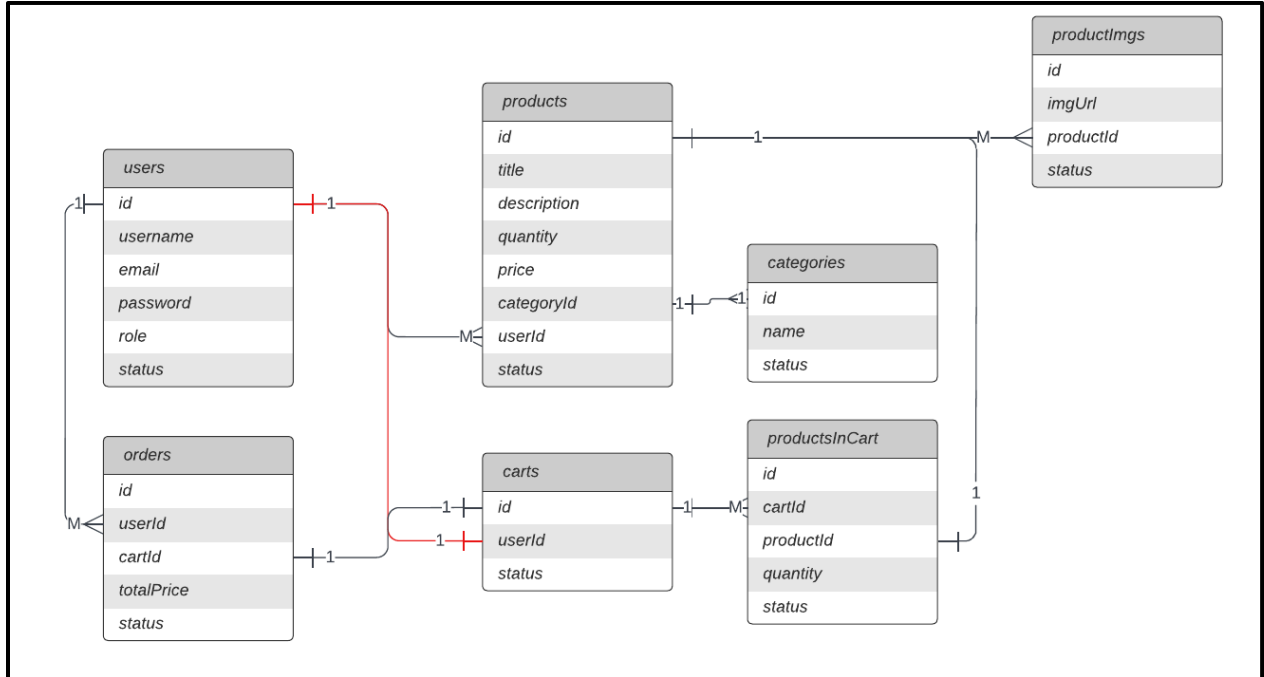 productImgs
id
imgUrl
productId
status
products
id
title
description
quantity
price
categoryId
userId
status
users
id
username
email
password
role
status
categories
id
name
status
orders
id
userId
cartId
totalPrice
status
carts
id
userId
status
productsInCart
id
cartId
productId
quantity
status
1
M
1
1
M
1
1
M
1
1
1
1
M
1